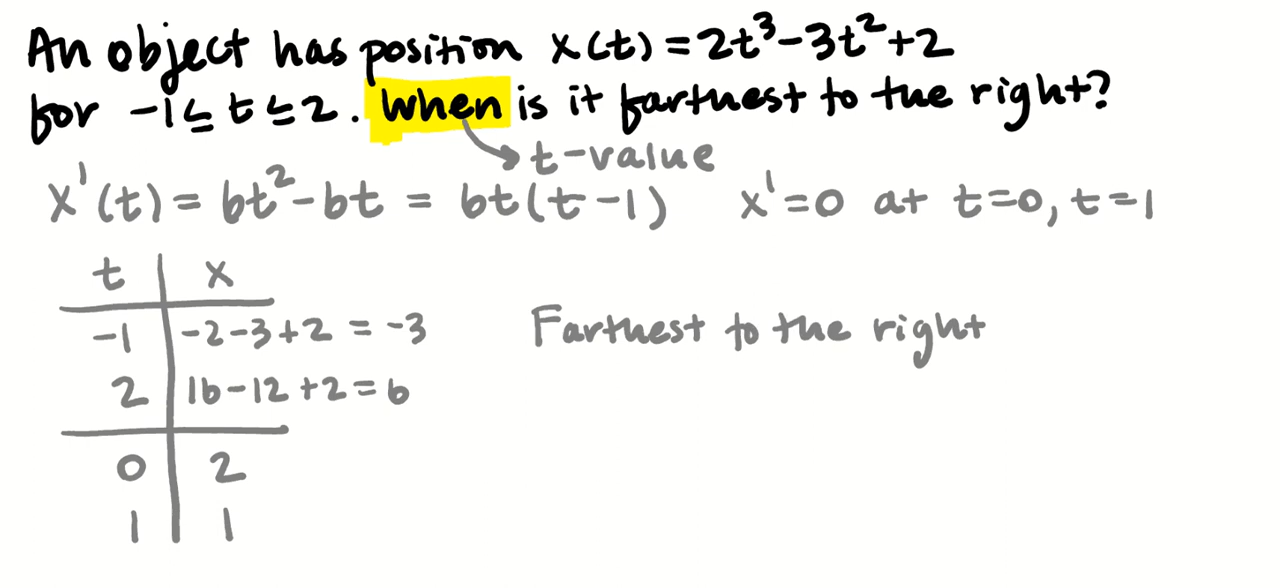 An object has position x(t) = 2t³-3t²+2
for -1 ≤ t ≤ 2. When is it farthest to the right?
t-value
x'(t) = 6t²-6t = 6t(t-1) x'=0 at t=0, t=1
t x
-1 -2-3+2 = -3 Farthest to the right
2 16-12+2=6
0 2
1 1